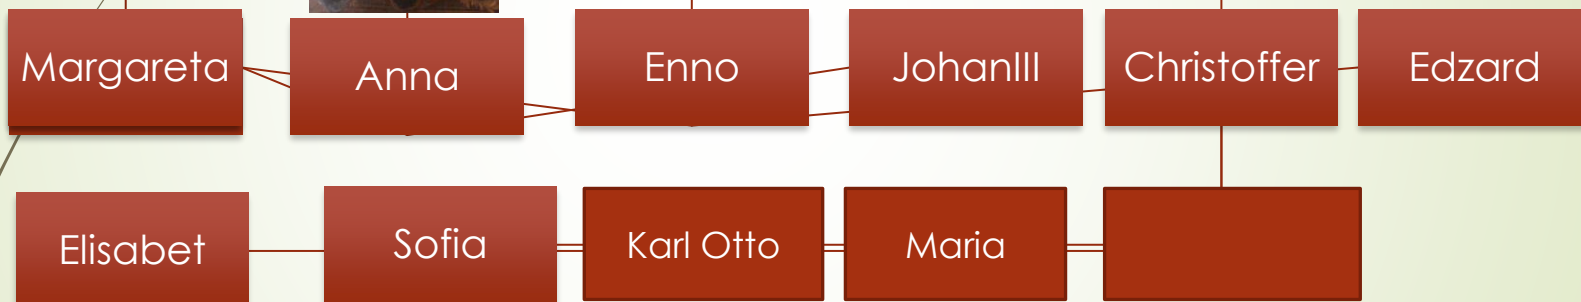 Margareta
Anna
Enno
JohanIII
Christoffer
Edzard
Elisabet
Sofia
Karl Otto
Maria